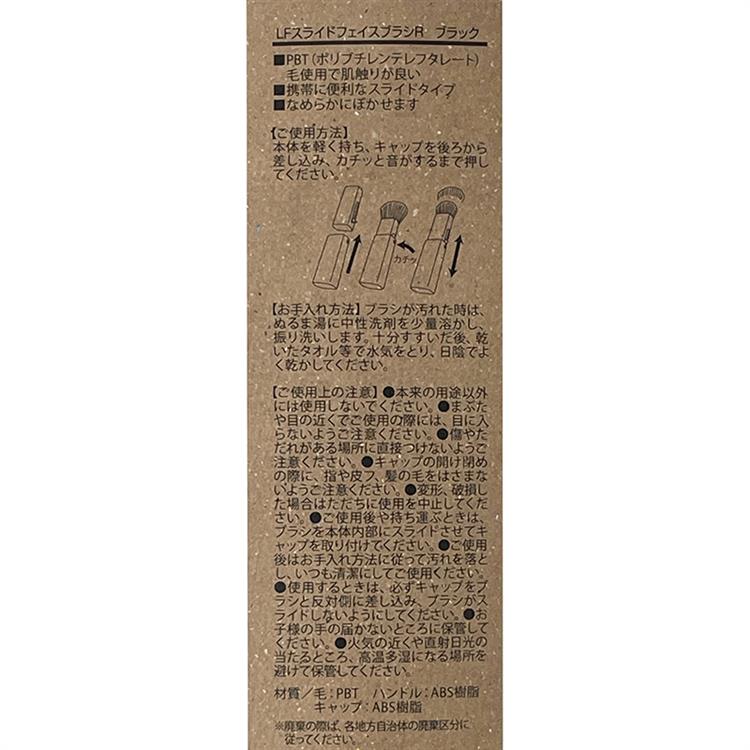 LFスライドフェイスブラシR　ブラック
■PBT（ポリブチレンテレフタレート）
毛使用で肌触りが良い
■携帯に便利なスライドタイプ
■なめらかにぼかせます
【ご使用方法】
本体を軽く持ち、キャップを後ろから
差し込み、カチッと音がするまで押し
てください。
カチッ
【お手入れ方法】ブラシが汚れた時は、
ぬるま湯に中性洗剤を少量溶かし、
振り洗いします。十分すすいだ後、乾
いたタオル等で水気をとり、日陰でよ
く乾かしてください。
【ご使用上の注意】●本来の用途以外
には使用しないでください。●まぶた
や目の近くでご使用の際には、目に入
らないようご注意ください。●傷やた
だれがある場所に直接つけないようご
注意ください。●キャップの開け閉め
の際に、指や皮フ、髪の毛をはさまな
いようご注意ください。●変形、破損し
た場合はただちに使用を中止してくだ
さい。●ご使用後や持ち運ぶときは、
ブラシを本体内部にスライドさせてキ
ャップを取り付けてください。●ご使用
後はお手入れ方法に従って汚れを落と
し、いつも清潔にしてご使用ください。
●使用するときは、必ずキャップをブ
ラシと反対側に差し込み、ブラシがス
ライドしないようにしてください。●お
子様の手の届かないところに保管して
ください。●火気の近くや直射日光の
当たるところ、高温多湿になる場所を
避けて保管してください。
材質／毛：PBT　ハンドル：ABS樹脂
キャップ：ABS樹脂
※廃棄の際は、各地方自治体の廃棄区分に
従ってください。